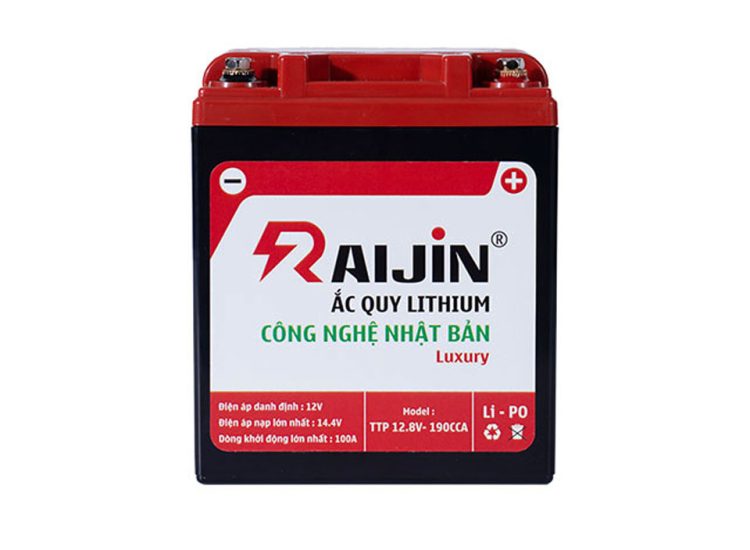 RAIJIN®
ẮC QUY LITHIUM
CÔNG NGHỆ NHẬT BẢN
Luxury
Điện áp danh định : 12V
Điện áp nạp lớn nhất : 14.4V
Dòng khởi động lớn nhất : 100A
Model :
TTP 12.8V- 190CCA
Li - PO